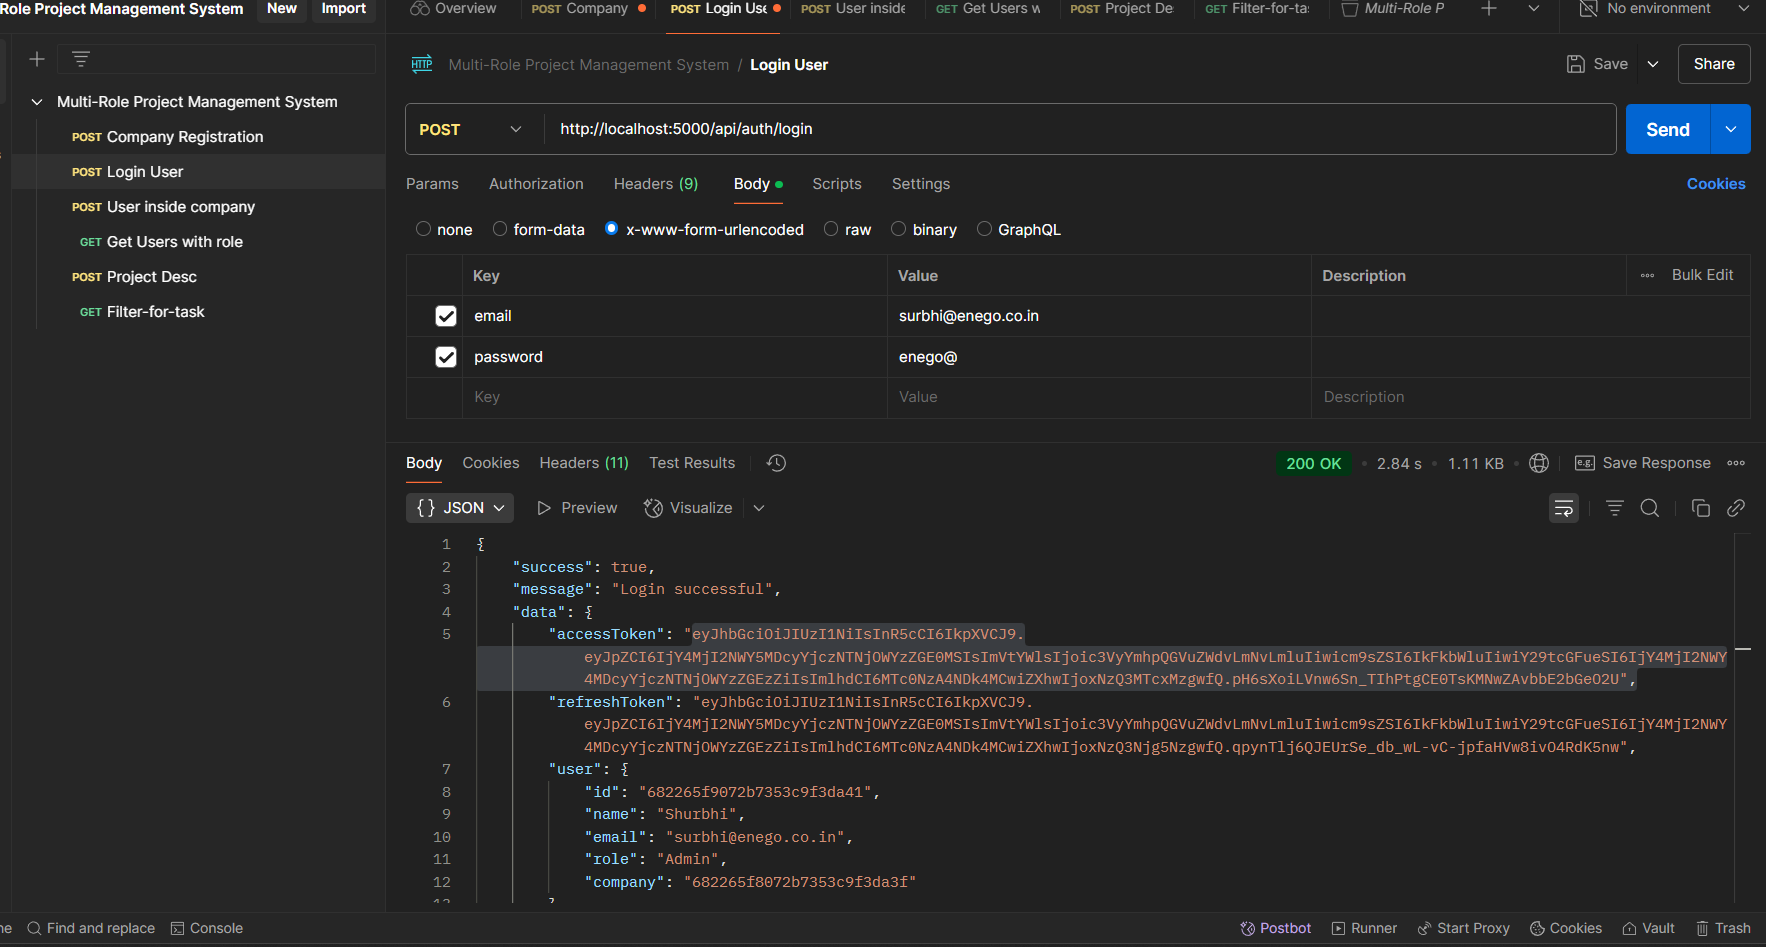 Role Project Management System
New
Import
Overview
POST Company
POST Login Use
POST User inside
GET Get Users w
POST Project De
GET Filter-for-ta
Multi-Role P
No environment
Multi-Role Project Management System / Login User
Save
Share
Multi-Role Project Management System
POST Company Registration
POST Login User
POST User inside company
GET Get Users with role
POST Project Desc
GET Filter-for-task
POST
http://localhost:5000/api/auth/login
Send
Params
Authorization
Headers (9)
Body
Scripts
Settings
Cookies
none
form-data
x-www-form-urlencoded
raw
binary
GraphQL
Key Value Description
Bulk Edit
email surbhi@enego.co.in
password enego@
Key Value Description
Body
Cookies
Headers (11)
Test Results
200 OK
2.84 s
1.11 KB
e.g.
Save Response
{} JSON
Preview
Visualize
1 {
2 "success": true,
3 "message": "Login successful",
4 "data": {
5 "accessToken": "eyJhbGciOiJIUzI1NiIsInR5cCI6IkpXVCJ9.
eyJpZCI6IjY4MjI2NWY5MDcyYjczNTNjOWYzZGE0MSIsImVtYWlsIjoic3VyYmhpQGVuZWdvLmNvLmluIiwicm9sZSI6IkFkbWluIiwiY29tcGFueSI6IjY4MjI2NWY
4MDcyYjczNTNjOWYzZGEzZiIsImlhdCI6MTc0NzA4NDk4MCwiZXhwIjoxNzQ3MTcxMzgwfQ.pH6sXoiLVnw6Sn_TIhPtgCE0TsKMNwZAvbbE2bGeO2U",
6 "refreshToken": "eyJhbGciOiJIUzI1NiIsInR5cCI6IkpXVCJ9.
eyJpZCI6IjY4MjI2NWY5MDcyYjczNTNjOWYzZGE0MSIsImVtYWlsIjoic3VyYmhpQGVuZWdvLmNvLmluIiwicm9sZSI6IkFkbWluIiwiY29tcGFueSI6IjY4MjI2NWY
4MDcyYjczNTNjOWYzZGEzZiIsImlhdCI6MTc0NzA4NDk4MCwiZXhwIjoxNzQ3Njg5NzgwfQ.qpynTlj6QJEUrSe_db_wL-vC-jpfaHVw8ivO4RdK5nw",
7 "user": {
8 "id": "682265f9072b7353c9f3da41",
9 "name": "Shurbhi",
10 "email": "surbhi@enego.co.in",
11 "role": "Admin",
12 "company": "682265f8072b7353c9f3da3f"
Find and replace
Console
Postbot
Runner
Start Proxy
Cookies
Vault
Trash